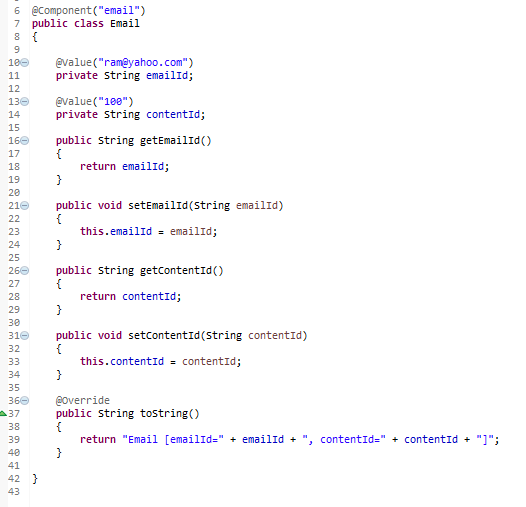 6 @Component("email")
7 public class Email
8 {
9
10 @Value("ram@yahoo.com")
11 private String emailId;
12
13 @Value("100")
14 private String contentId;
15
16 public String getEmailId()
17 {
18 return emailId;
19 }
20
21 public void setEmailId(String emailId)
22 {
23 this.emailId = emailId;
24 }
25
26 public String getContentId()
27 {
28 return contentId;
29 }
30
31 public void setContentId(String contentId)
32 {
33 this.contentId = contentId;
34 }
35
36 @Override
37 public String toString()
38 {
39 return "Email [emailId=" + emailId + ", contentId=" + contentId + "]";
40 }
41
42 }
43